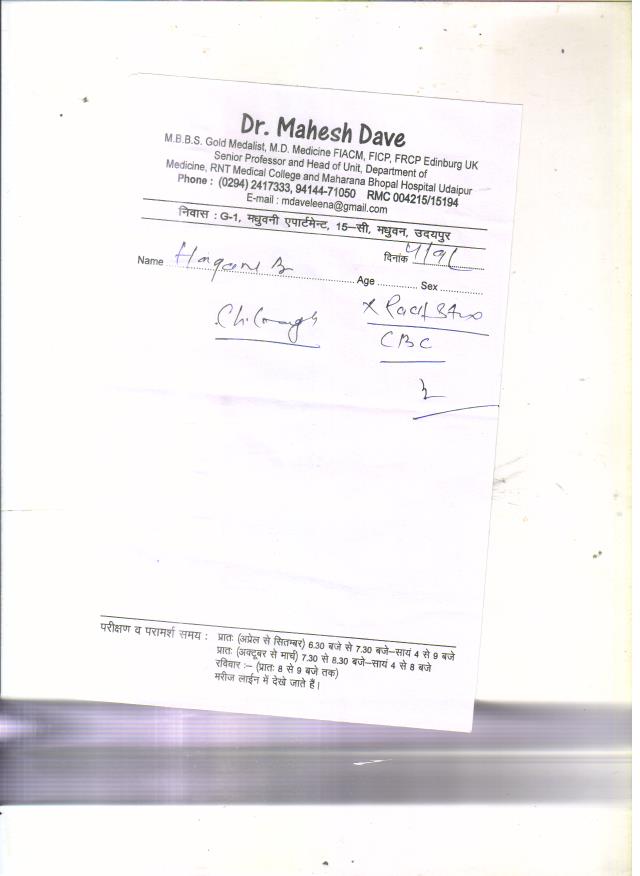 Dr. Mahesh Dave
M.B.B.S. Gold Medalist, M.D. Medicine FIACM, FICP, FRCP Edinburg UK
Senior Professor and Head of Unit, Department of
Medicine, RNT Medical College and Maharana Bhopal Hospital Udaipur
Phone : (0294) 2417333, 94144-71050 RMC 004215/15194
E-mail : mdaveleena@gmail.com
निवास : G-1, मधुवनी एपार्टमेन्ट, 15-सी, मधुवन, उदयपुर
दिनांक
Name Age Sex
CBC
परीक्षण व परामर्श समय : प्रातः (अप्रेल से सितम्बर) 6.30 बजे से 7.30 बजे-सायं 4 से 9 बजे
प्रातः (अक्टूबर से मार्च) 7.30 से 8.30 बजे-सायं 4 से 8 बजे
रविवार :- (प्रातः 8 से 9 बजे तक)
मरीज लाईन में देखे जाते हैं।